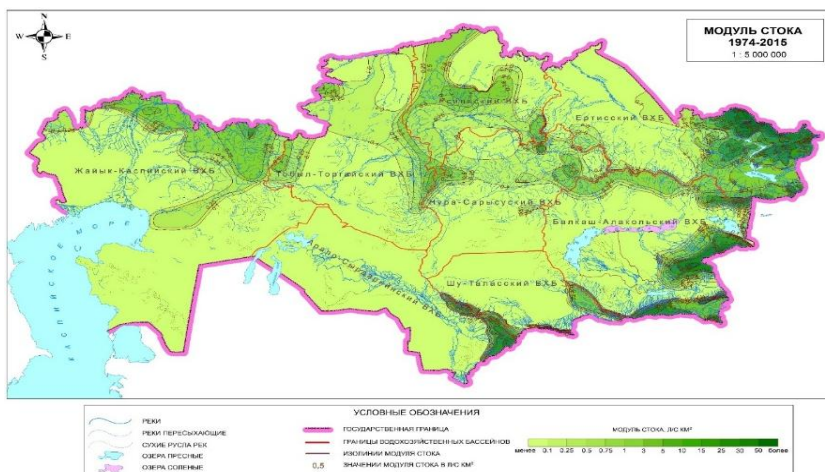 N
W E
S
МОДУЛЬ СТОКА
1974-2015
1 : 5 000 000
Есильский ВХБ
Ертисский ВХБ
Жайык-Каспийский ВХБ
Тобыл-Торгайский ВХБ
Нура-Сарысуский ВХБ
Балкаш-Алакольский ВХБ
Арало-Сырдариинский ВХБ
Шу-Таласский ВХБ
КАСПИЙСКОЕ МОРЕ
УСЛОВНЫЕ ОБОЗНАЧЕНИЯ
РЕКИ
РЕКИ ПЕРЕСЫХАЮЩИЕ
СУХИЕ РУСЛА РЕК
ОЗЕРА ПРЕСНЫЕ
ОЗЕРА СОЛЕНЫЕ
ГОСУДАРСТВЕННАЯ ГРАНИЦА
ГРАНИЦЫ ВОДОХОЗЯЙСТВЕННЫХ БАССЕЙНОВ
ИЗОЛИНИИ МОДУЛЯ СТОКА
0,5 ЗНАЧЕНИИ МОДУЛЯ СТОКА В Л/С КМ²
МОДУЛЬ СТОКА, Л/С КМ²
менее 0.1 0.25 0.5 0.75 1 3 5 10 15 25 30 50 более